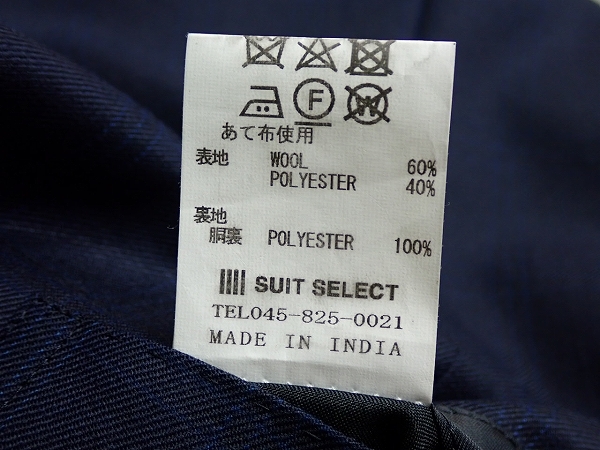 F W
あて布使用
表地 WOOL 60%
POLYESTER 40%
裏地
胴裏 POLYESTER 100%
SUIT SELECT
TEL045-825-0021
MADE IN INDIA